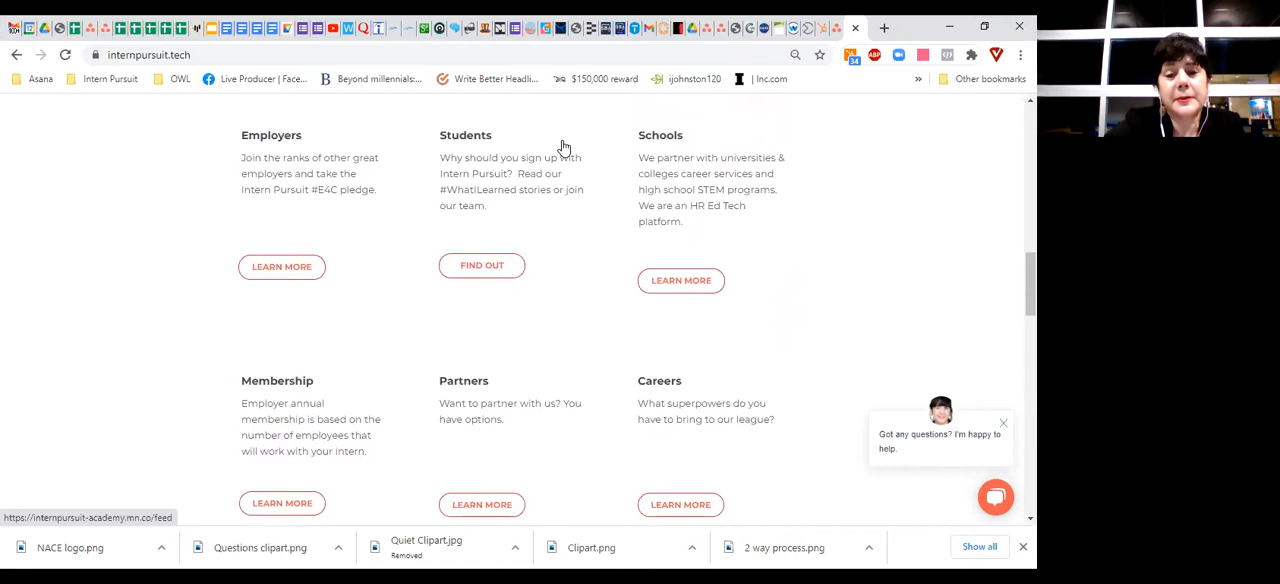 internpursuit.tech
34
ABP
Asana
Intern Pursuit
OWL
Live Producer | Face...
Beyond millennials:...
Write Better Headli...
$150,000 reward
ijohnston120
| Inc.com
»
Other bookmarks
Employers
Join the ranks of other great
employers and take the
Intern Pursuit #E4C pledge.
LEARN MORE
Students
Why should you sign up with
Intern Pursuit? Read our
#WhatILearned stories or join
our team.
FIND OUT
Schools
We partner with universities &
colleges career services and
high school STEM programs.
We are an HR Ed Tech
platform.
LEARN MORE
Membership
Employer annual
membership is based on the
number of employees that
will work with your intern.
LEARN MORE
Partners
Want to partner with us? You
have options.
LEARN MORE
Careers
What superpowers do you
have to bring to our league?
LEARN MORE
Got any questions? I'm happy to
help.
https://internpursuit-academy.mn.co/feed
NACE logo.png
Questions clipart.png
Quiet Clipart.jpg
Removed
Clipart.png
2 way process.png
Show all